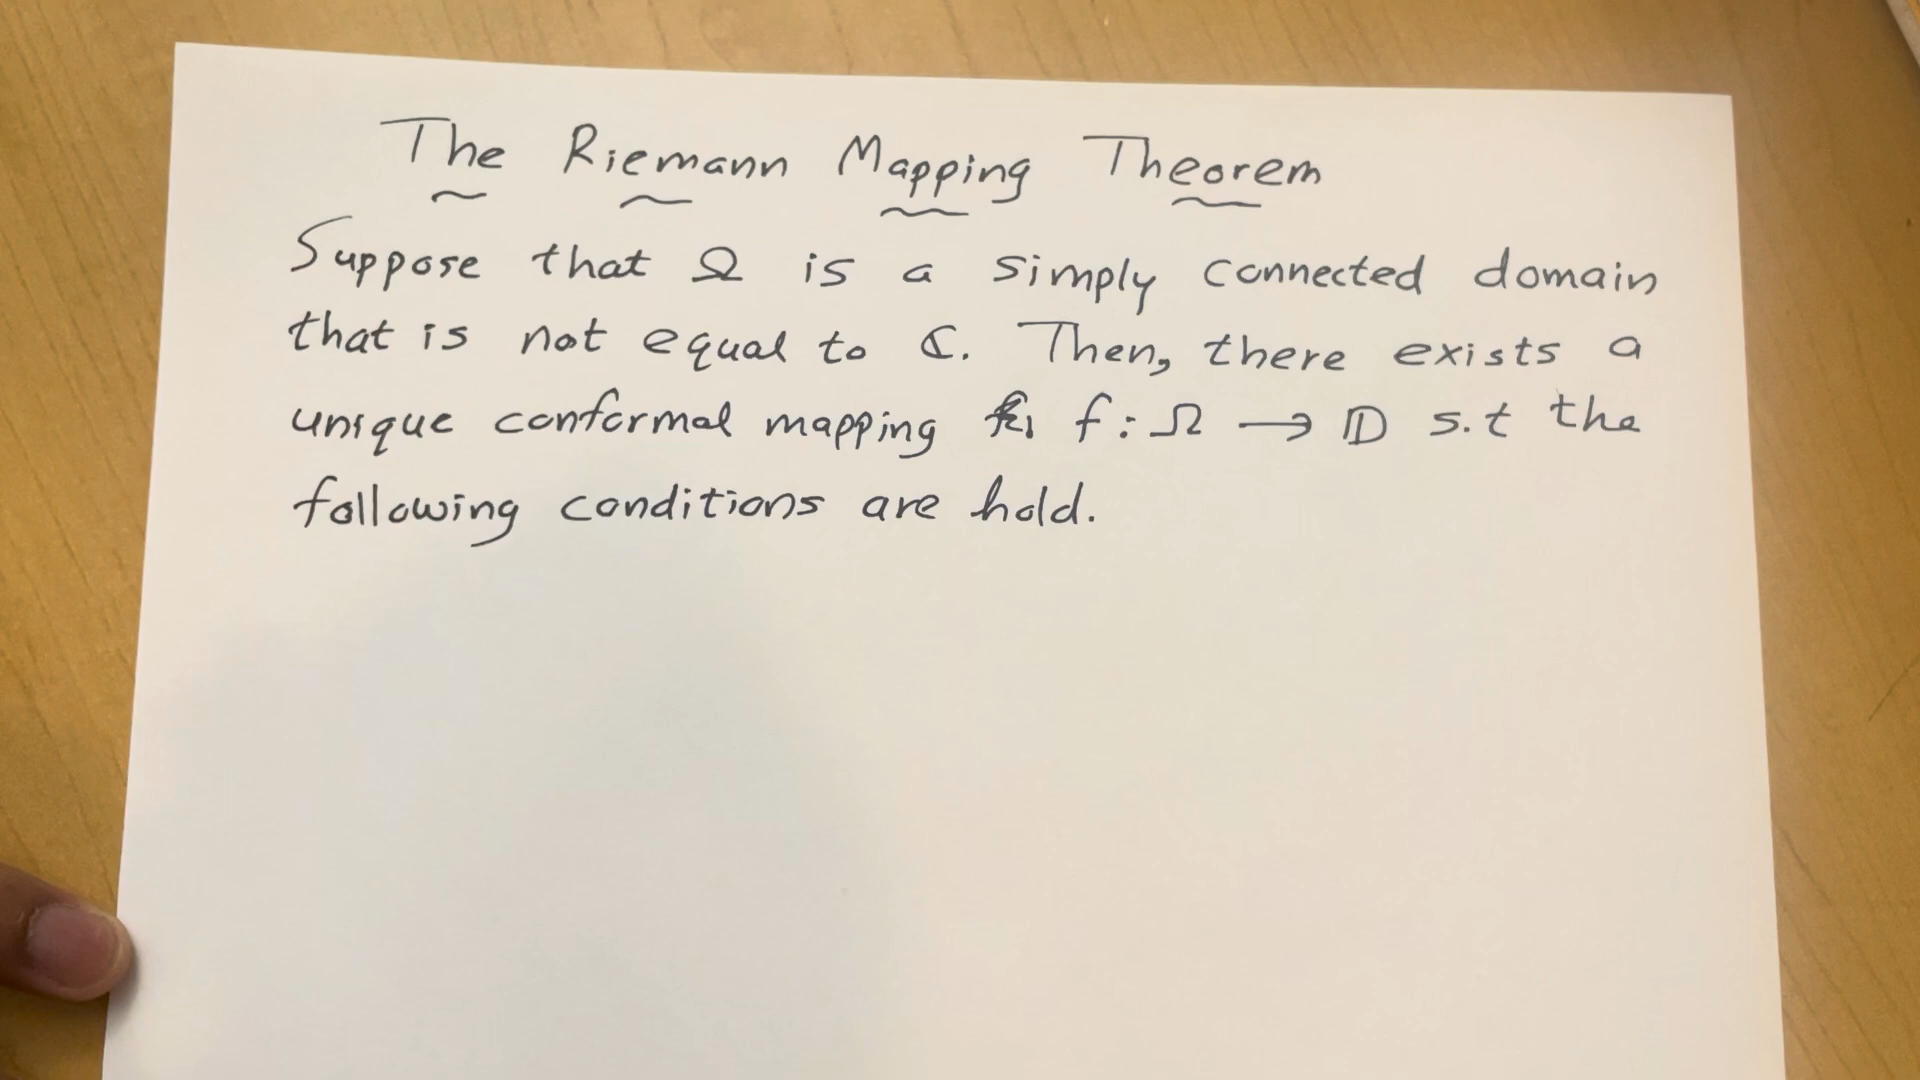 The Riemann Mapping Theorem
Suppose that Ω is a simply connected domain
that is not equal to ℂ. Then, there exists a
unique conformal mapping f: Ω → 𝔻 s.t the
following conditions are hold.